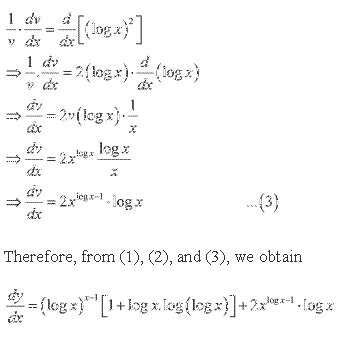 1/v · dv/dx = d/dx[(log x)²]
⇒ 1/v · dv/dx = 2(log x) · d/dx(log x)
⇒ dv/dx = 2v(log x) · 1/x
⇒ dv/dx = 2x^(log x) log x/x
⇒ dv/dx = 2x^(log x−1) · log x ...(3)
Therefore, from (1), (2), and (3), we obtain
dy/dx = (log x)^(x−1)[1 + log x.log(log x)] + 2x^(log x−1) · log x